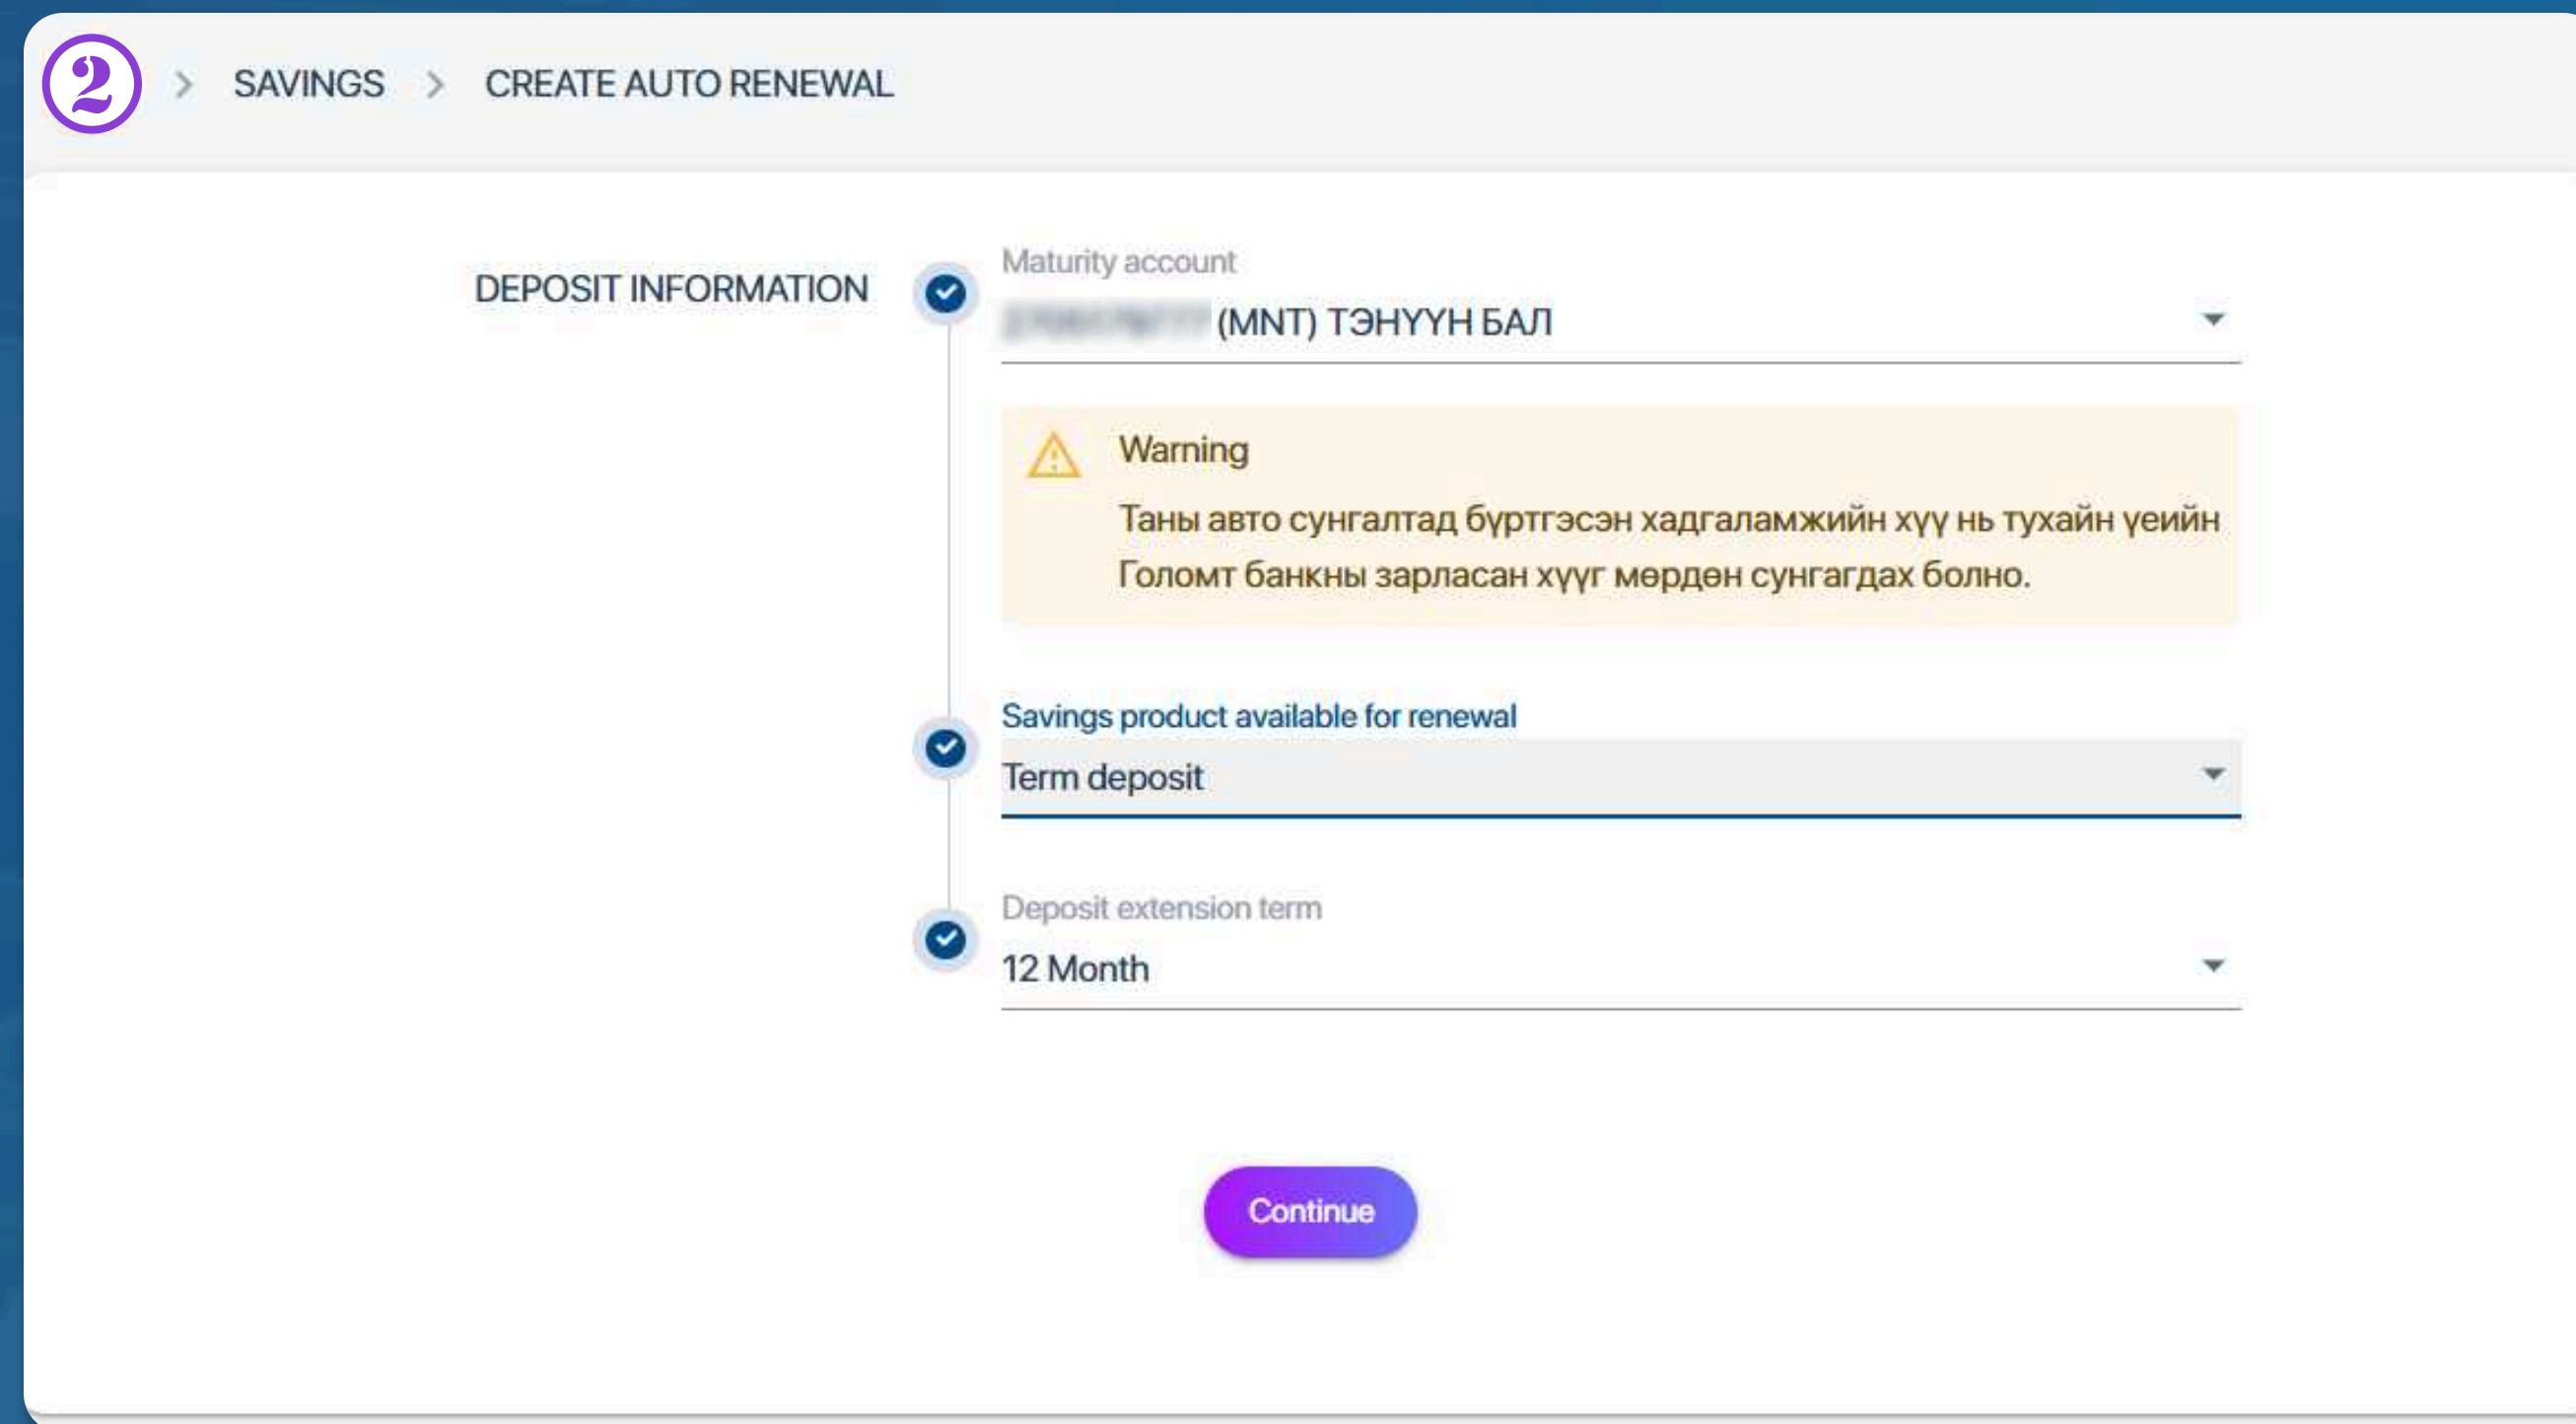 2 > SAVINGS > CREATE AUTO RENEWAL
DEPOSIT INFORMATION
Maturity account
(MNT) ТЭНҮҮН БАЛ
Warning
Таны авто сунгалтад бүртгэсэн хадгаламжийн хүү нь тухайн үеийн
Голомт банкны зарласан хүүг мөрдөн сунгагдах болно.
Savings product available for renewal
Term deposit
Deposit extension term
12 Month
Continue